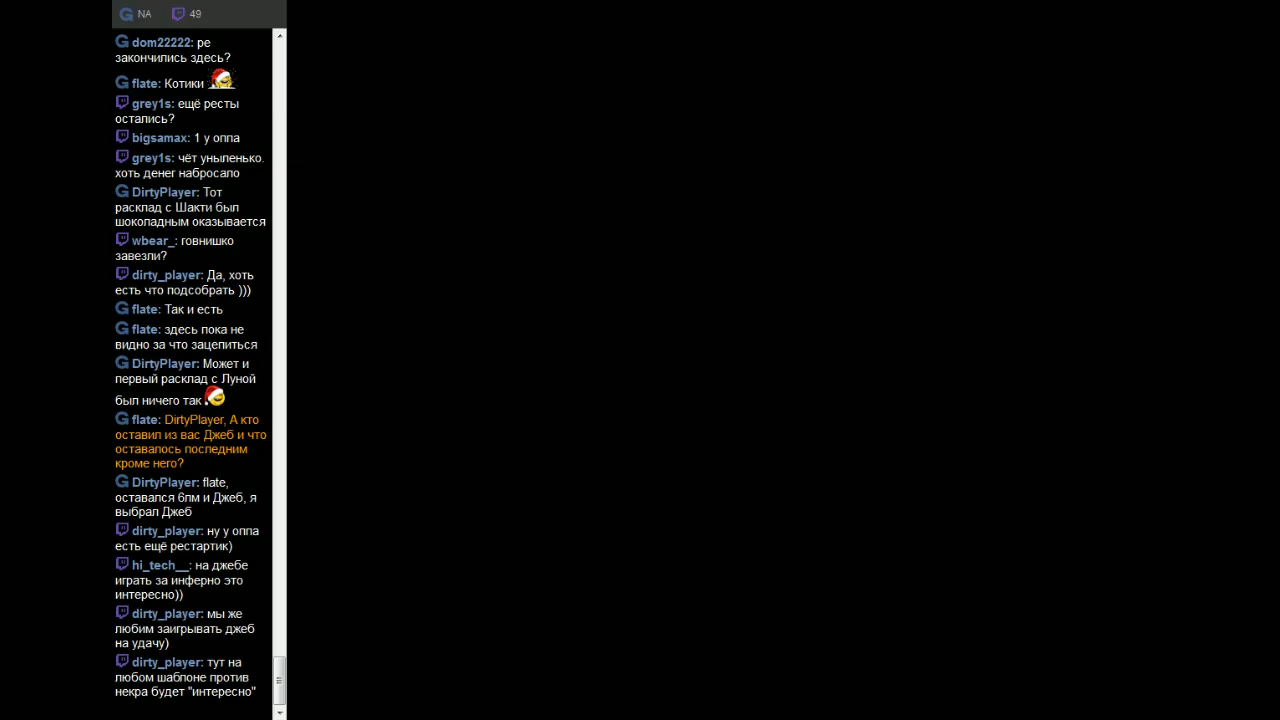 NA 49
dom22222: ре
закончились здесь?
flate: Котики
grey1s: ещё ресты
остались?
bigsamax: 1 у оппа
grey1s: чёт уныленько.
хоть денег набросало
DirtyPlayer: Тот
расклад с Шакти был
шоколадным оказывается
wbear_: говнишко
завезли?
dirty_player: Да, хоть
есть что подсобрать )))
flate: Так и есть
flate: здесь пока не
видно за что зацепиться
DirtyPlayer: Может и
первый расклад с Луной
был ничего так
flate: DirtyPlayer, А кто
оставил из вас Джеб и что
оставалось последним
кроме него?
DirtyPlayer: flate,
оставался 6лм и Джеб, я
выбрал Джеб
dirty_player: ну у оппа
есть ещё рестартик)
hi_tech__: на джебе
играть за инферно это
интересно))
dirty_player: мы же
любим заигрывать джеб
на удачу)
dirty_player: тут на
любом шаблоне против
некра будет "интересно"